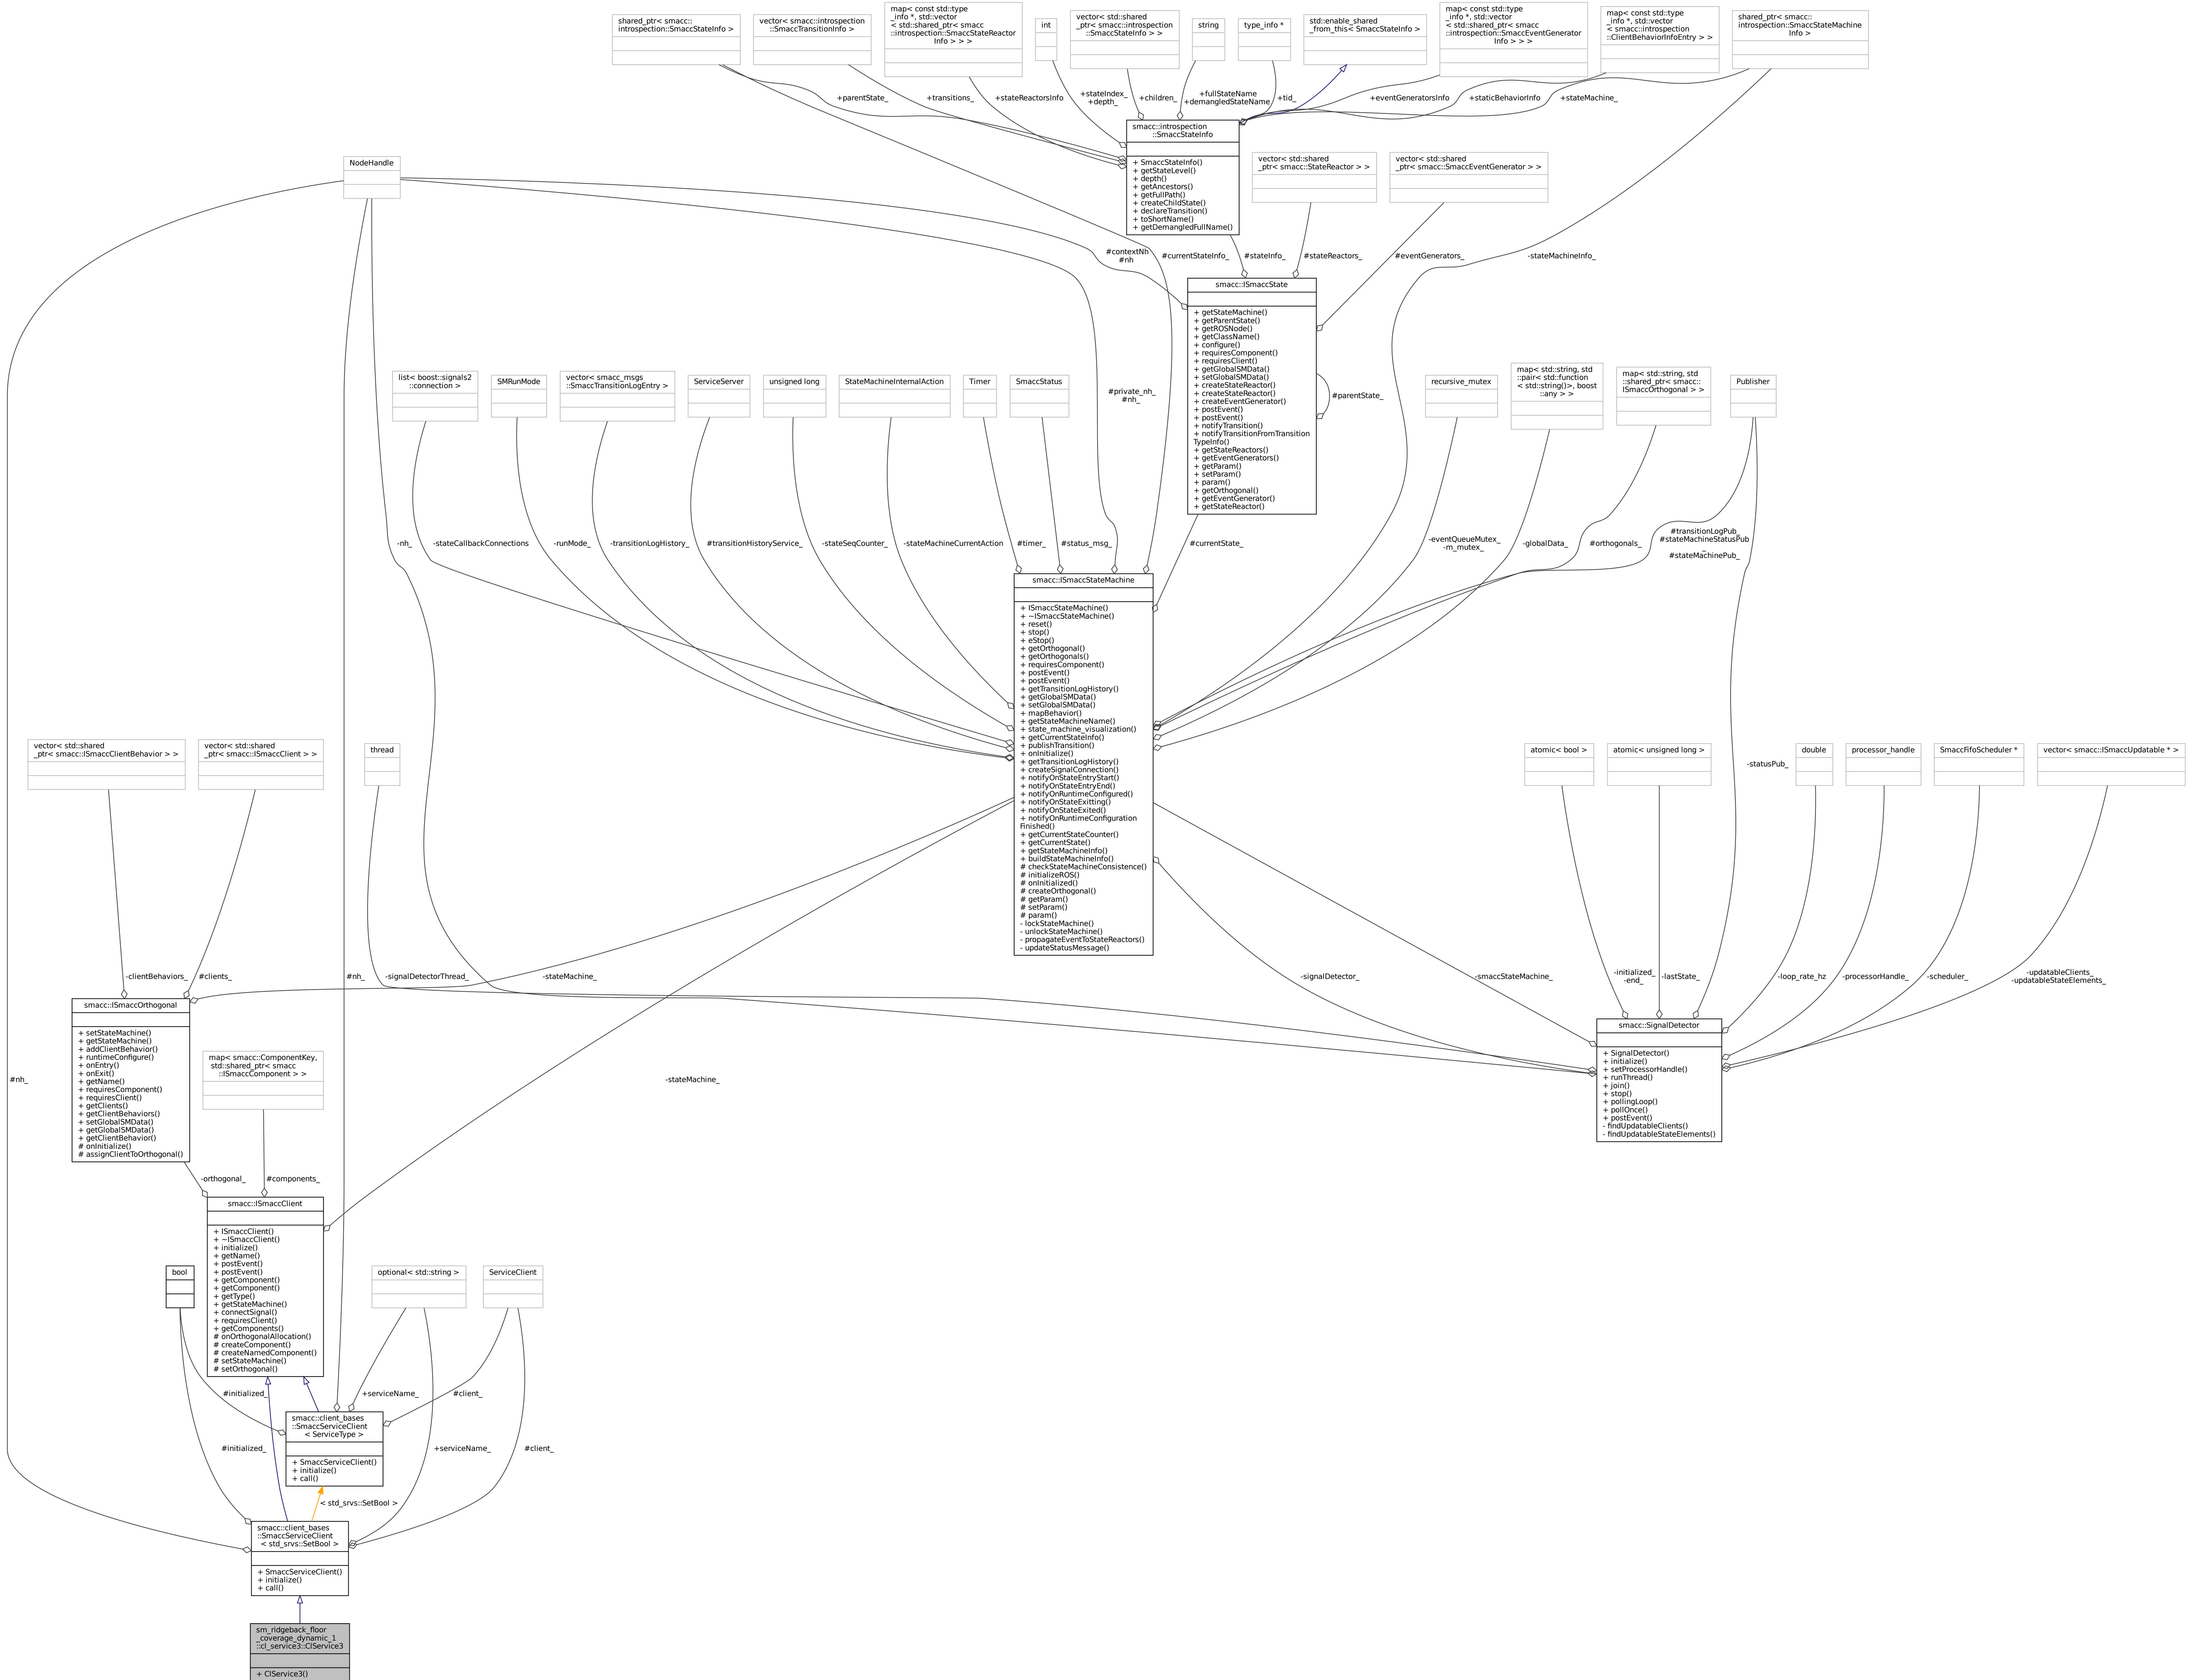 shared_ptr< smacc::
introspection::SmaccStateInfo >
vector< smacc::introspection
::SmaccTransitionInfo >
map< const std::type
_info *, std::vector
< std::shared_ptr< smacc
::introspection::SmaccStateReactor
Info > > >
int
vector< std::shared
_ptr< smacc::introspection
::SmaccStateInfo > >
string
type_info *
std::enable_shared
_from_this< SmaccStateInfo >
map< const std::type
_info *, std::vector
< std::shared_ptr< smacc
::introspection::SmaccEventGenerator
Info > > >
map< const std::type
_info *, std::vector
< smacc::introspection
::ClientBehaviorInfoEntry > >
shared_ptr< smacc::
introspection::SmaccStateMachine
Info >
+parentState_
+transitions_
+stateReactorsInfo
+stateIndex_
+depth_
+children_
+fullStateName
+demangledStateName
+tid_
+eventGeneratorsInfo
+staticBehaviorInfo
+stateMachine_
smacc::introspection
::SmaccStateInfo
+ SmaccStateInfo()
+ getStateLevel()
+ depth()
+ getAncestors()
+ getFullPath()
+ createChildState()
+ declareTransition()
+ toShortName()
+ getDemangledFullName()
NodeHandle
vector< std::shared
_ptr< smacc::StateReactor > >
vector< std::shared
_ptr< smacc::SmaccEventGenerator > >
#contextNh
#nh
#currentStateInfo_
#stateInfo_
#stateReactors_
#eventGenerators_
-stateMachineInfo_
smacc::ISmaccState
+ getStateMachine()
+ getParentState()
+ getROSNode()
+ getClassName()
+ configure()
+ requiresComponent()
+ requiresClient()
+ getGlobalSMData()
+ setGlobalSMData()
+ createStateReactor()
+ createStateReactor()
+ createEventGenerator()
+ postEvent()
+ postEvent()
+ notifyTransition()
+ notifyTransitionFromTransition
TypeInfo()
+ getStateReactors()
+ getEventGenerators()
+ getParam()
+ setParam()
+ param()
+ getOrthogonal()
+ getEventGenerator()
+ getStateReactor()
#parentState_
list< boost::signals2
::connection >
SMRunMode
vector< smacc_msgs
::SmaccTransitionLogEntry >
ServiceServer
unsigned long
StateMachineInternalAction
Timer
SmaccStatus
#private_nh_
#nh_
recursive_mutex
map< std::string, std
::pair< std::function
< std::string()>, boost
::any > >
map< std::string, std
::shared_ptr< smacc::
ISmaccOrthogonal > >
Publisher
-nh_
-stateCallbackConnections
-runMode_
-transitionLogHistory_
#transitionHistoryService_
-stateSeqCounter_
-stateMachineCurrentAction
#timer_
#status_msg_
#currentState_
-eventQueueMutex_
-m_mutex_
-globalData_
#orthogonals_
#transitionLogPub_
#stateMachineStatusPub
_
#stateMachinePub_
smacc::ISmaccStateMachine
+ ISmaccStateMachine()
+ ~ISmaccStateMachine()
+ reset()
+ stop()
+ eStop()
+ getOrthogonal()
+ getOrthogonals()
+ requiresComponent()
+ postEvent()
+ postEvent()
+ getTransitionLogHistory()
+ getGlobalSMData()
+ setGlobalSMData()
+ mapBehavior()
+ getStateMachineName()
+ state_machine_visualization()
+ getCurrentStateInfo()
+ publishTransition()
+ onInitialize()
+ getTransitionLogHistory()
+ createSignalConnection()
+ notifyOnStateEntryStart()
+ notifyOnStateEntryEnd()
+ notifyOnRuntimeConfigured()
+ notifyOnStateExitting()
+ notifyOnStateExited()
+ notifyOnRuntimeConfiguration
Finished()
+ getCurrentStateCounter()
+ getCurrentState()
+ getStateMachineInfo()
+ buildStateMachineInfo()
# checkStateMachineConsistence()
# initializeROS()
# onInitialized()
# createOrthogonal()
# getParam()
# setParam()
# param()
- lockStateMachine()
- unlockStateMachine()
- propagateEventToStateReactors()
- updateStatusMessage()
vector< std::shared
_ptr< smacc::ISmaccClientBehavior > >
vector< std::shared
_ptr< smacc::ISmaccClient > >
thread
atomic< bool >
atomic< unsigned long >
double
processor_handle
SmaccFifoScheduler *
vector< smacc::ISmaccUpdatable * >
-statusPub_
-clientBehaviors_
#clients_
#nh_
-signalDetectorThread_
-stateMachine_
-signalDetector_
-smaccStateMachine_
-initialized_
-end_
-lastState_
-loop_rate_hz
-processorHandle_
-scheduler_
-updatableClients_
-updatableStateElements_
smacc::ISmaccOrthogonal
+ setStateMachine()
+ getStateMachine()
+ addClientBehavior()
+ runtimeConfigure()
+ onEntry()
+ onExit()
+ getName()
+ requiresComponent()
+ requiresClient()
+ getClients()
+ getClientBehaviors()
+ setGlobalSMData()
+ getGlobalSMData()
+ getClientBehavior()
# onInitialize()
# assignClientToOrthogonal()
smacc::SignalDetector
+ SignalDetector()
+ initialize()
+ setProcessorHandle()
+ runThread()
+ join()
+ stop()
+ pollingLoop()
+ pollOnce()
+ postEvent()
- findUpdatableClients()
- findUpdatableStateElements()
map< smacc::ComponentKey,
std::shared_ptr< smacc
::ISmaccComponent > >
#nh_
-stateMachine_
-orthogonal_
#components_
smacc::ISmaccClient
+ ISmaccClient()
+ ~ISmaccClient()
+ initialize()
+ getName()
+ postEvent()
+ postEvent()
+ getComponent()
+ getComponent()
+ getType()
+ getStateMachine()
+ connectSignal()
+ requiresClient()
+ getComponents()
# onOrthogonalAllocation()
# createComponent()
# createNamedComponent()
# setStateMachine()
# setOrthogonal()
bool
optional< std::string >
ServiceClient
#initialized_
+serviceName_
#client_
smacc::client_bases
::SmaccServiceClient
< ServiceType >
+ SmaccServiceClient()
+ initialize()
+ call()
#initialized_
+serviceName_
#client_
< std_srvs::SetBool >
smacc::client_bases
::SmaccServiceClient
< std_srvs::SetBool >
+ SmaccServiceClient()
+ initialize()
+ call()
sm_ridgeback_floor
_coverage_dynamic_1
::cl_service3::ClService3
+ ClService3()